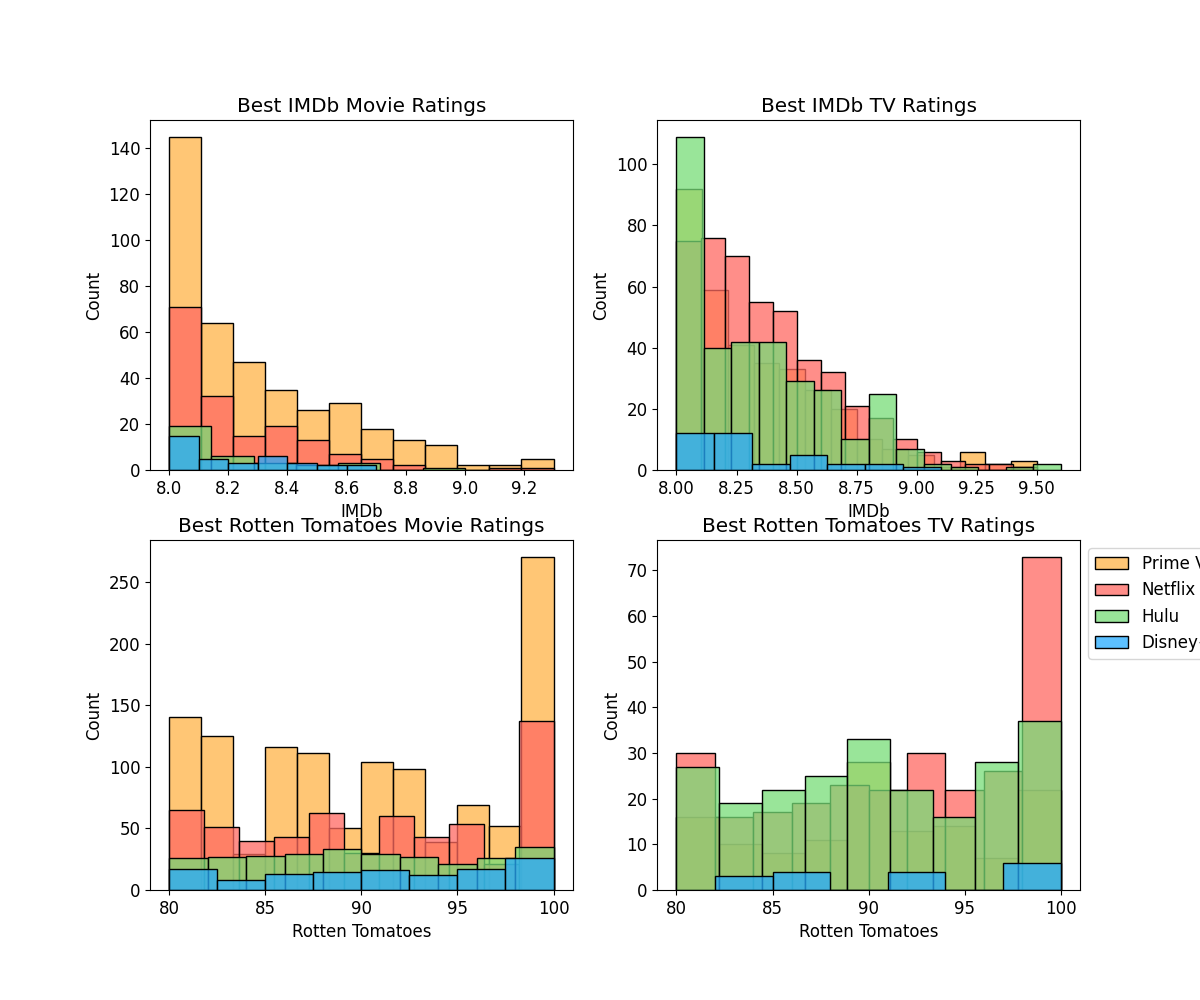 Best IMDb Movie Ratings
140
120
100
80
60
40
20
0
Count
8.0 8.2 8.4 8.6 8.8 9.0 9.2
IMDb
Best IMDb TV Ratings
100
80
60
40
20
0
Count
8.00 8.25 8.50 8.75 9.00 9.25 9.50
IMDb
Best Rotten Tomatoes Movie Ratings
250
200
150
100
50
0
Count
80 85 90 95 100
Rotten Tomatoes
Best Rotten Tomatoes TV Ratings
70
60
50
40
30
20
10
0
Count
80 85 90 95 100
Rotten Tomatoes
Prime V
Netflix
Hulu
Disney